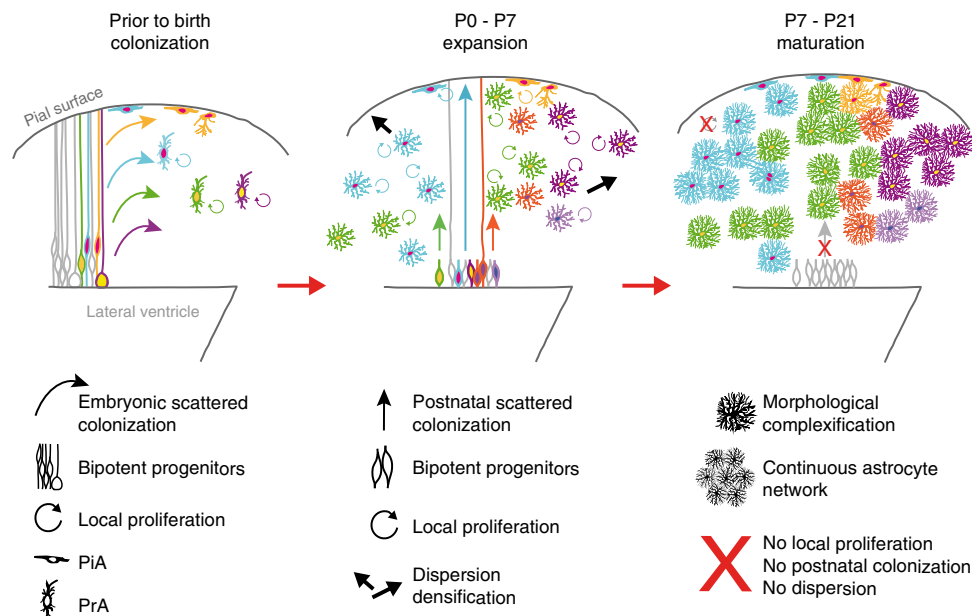 Prior to birth
colonization
P0 - P7
expansion
P7 - P21
maturation
Pial surface
Lateral ventricle
X
X
Embryonic scattered
colonization
Bipotent progenitors
Local proliferation
PiA
PrA
Postnatal scattered
colonization
Bipotent progenitors
Local proliferation
Dispersion
densification
Morphological
complexification
Continuous astrocyte
network
X
No local proliferation
No postnatal colonization
No dispersion